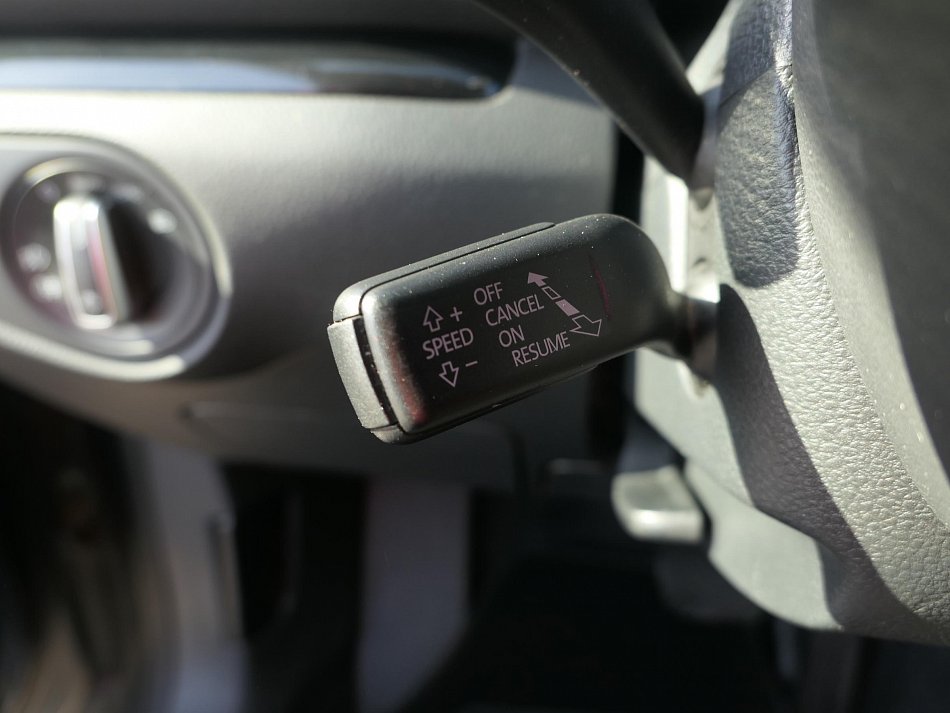 +
SPEED
−
OFF
CANCEL
ON
RESUME